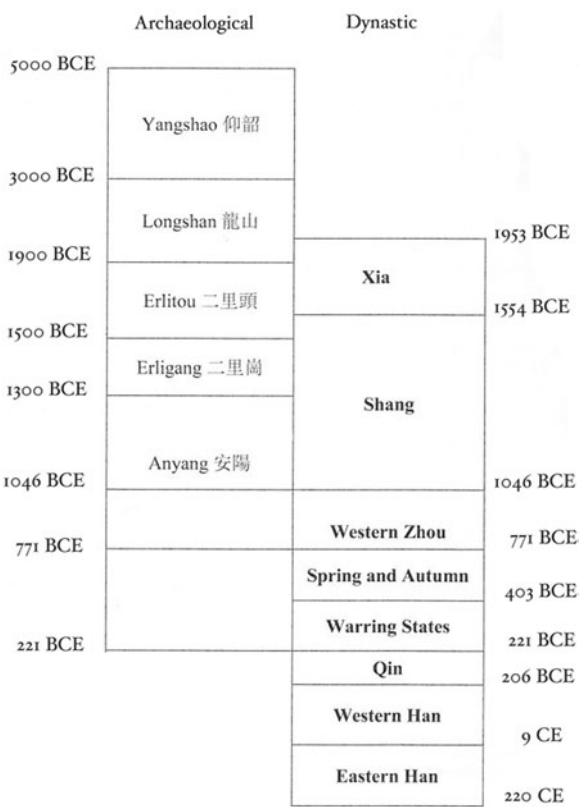 Archaeological Dynastic
5000 BCE
Yangshao 仰韶
3000 BCE
Longshan 龍山
1953 BCE
1900 BCE
Xia
Erlitou 二里頭
1554 BCE
1500 BCE
Erligang 二里崗
1300 BCE
Shang
Anyang 安陽
1046 BCE 1046 BCE
Western Zhou
771 BCE 771 BCE
Spring and Autumn
403 BCE
Warring States
221 BCE 221 BCE
Qin
206 BCE
Western Han
9 CE
Eastern Han
220 CE